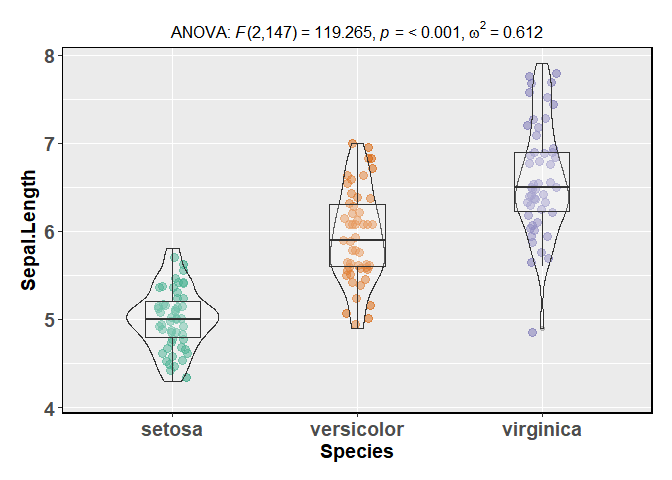 ANOVA: F(2,147) = 119.265, p = < 0.001, ω² = 0.612
8
7
6
5
4
Sepal.Length
setosa versicolor virginica
Species